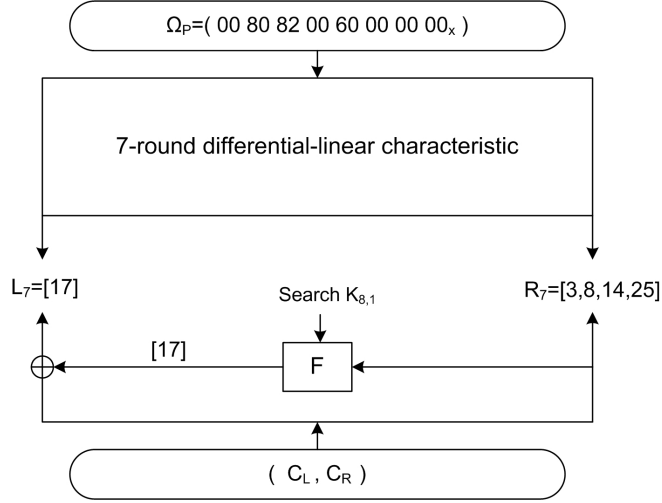 Ω_P=( 00 80 82 00 60 00 00 00_x )
7-round differential-linear characteristic
L_7=[17]
Search K_8,1
R_7=[3,8,14,25]
[17]
F
( C_L , C_R )